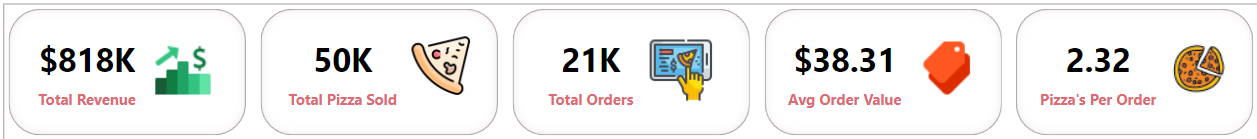 $818K
Total Revenue
50K
Total Pizza Sold
21K
Total Orders
$38.31
Avg Order Value
2.32
Pizza's Per Order